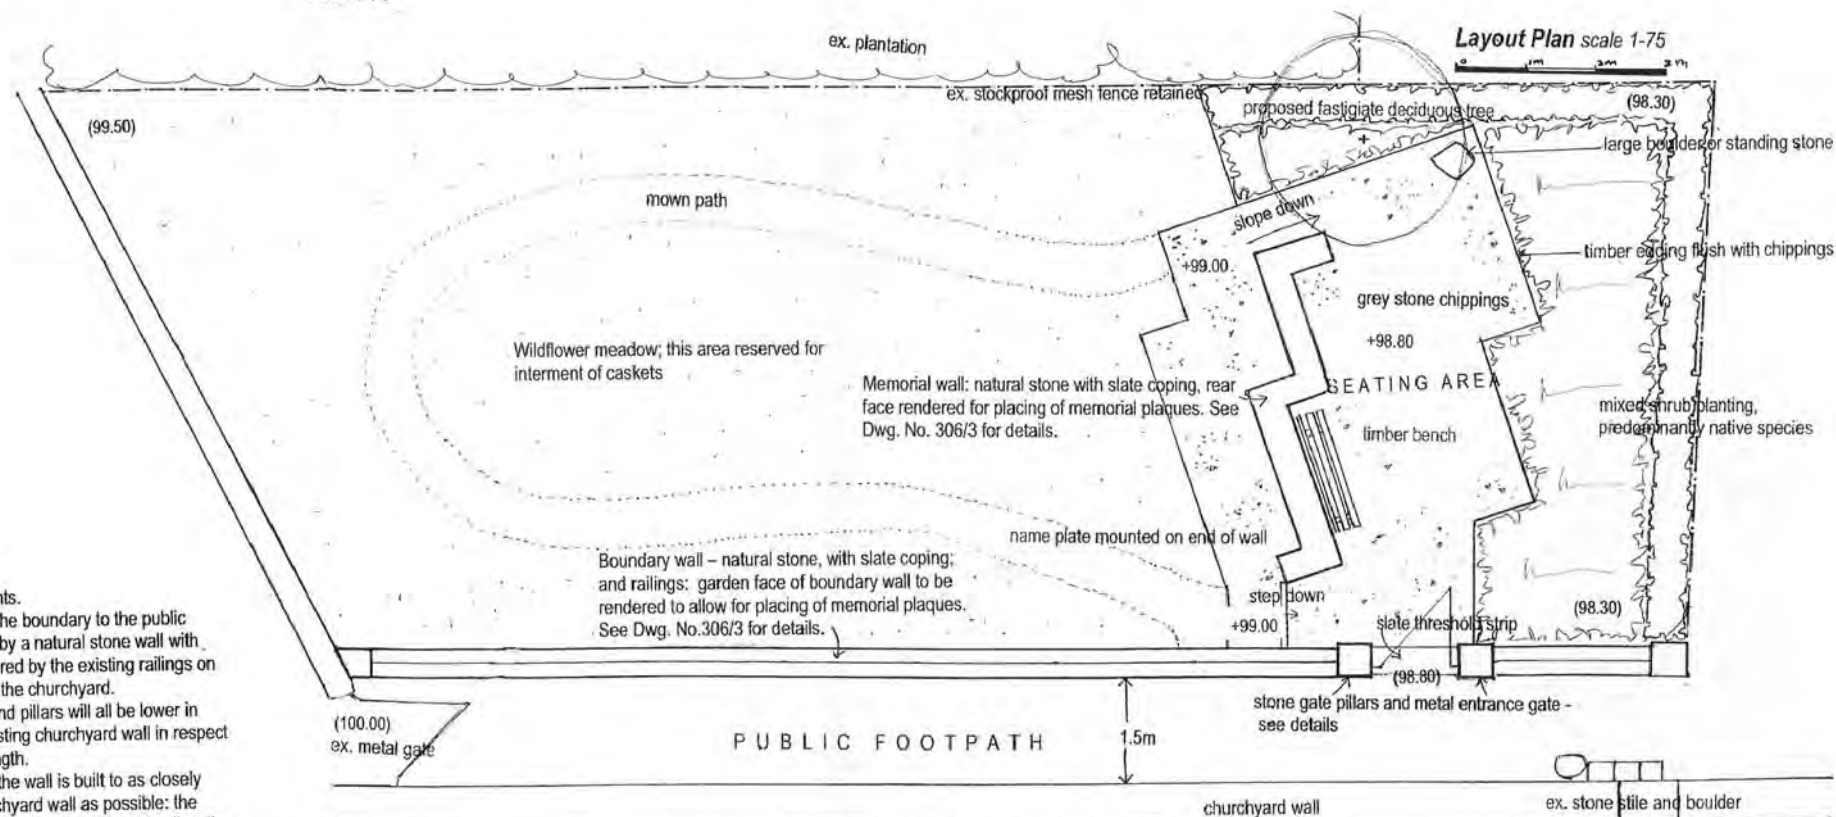 ex. plantation
Layout Plan scale 1-75
0 1m 2m
ex. stockproof mesh fence retained
(99.50)
proposed fastigiate deciduous tree
(98.30)
large boulder or standing stone
mown path
slope down
timber edging flush with chippings
+99.00
grey stone chippings
+98.80
Wildflower meadow; this area reserved for
interment of caskets
Memorial wall: natural stone with slate coping, rear
face rendered for placing of memorial plaques. See
Dwg. No. 306/3 for details.
SEATING AREA
timber bench
mixed shrub planting,
predominantly native species
name plate mounted on end of wall
Boundary wall – natural stone, with slate coping;
and railings: garden face of boundary wall to be
rendered to allow for placing of memorial plaques.
See Dwg. No.306/3 for details.
step down
+99.00
slate threshold strip
(98.30)
(98.80)
stone gate pillars and metal entrance gate -
see details
nts.
he boundary to the public
by a natural stone wall with
red by the existing railings on
the churchyard.
nd pillars will all be lower in
sting churchyard wall in respect
gth.
the wall is built to as closely
chyard wall as possible: the
(100.00)
ex. metal gate
PUBLIC FOOTPATH
1.5m
churchyard wall
ex. stone stile and boulder